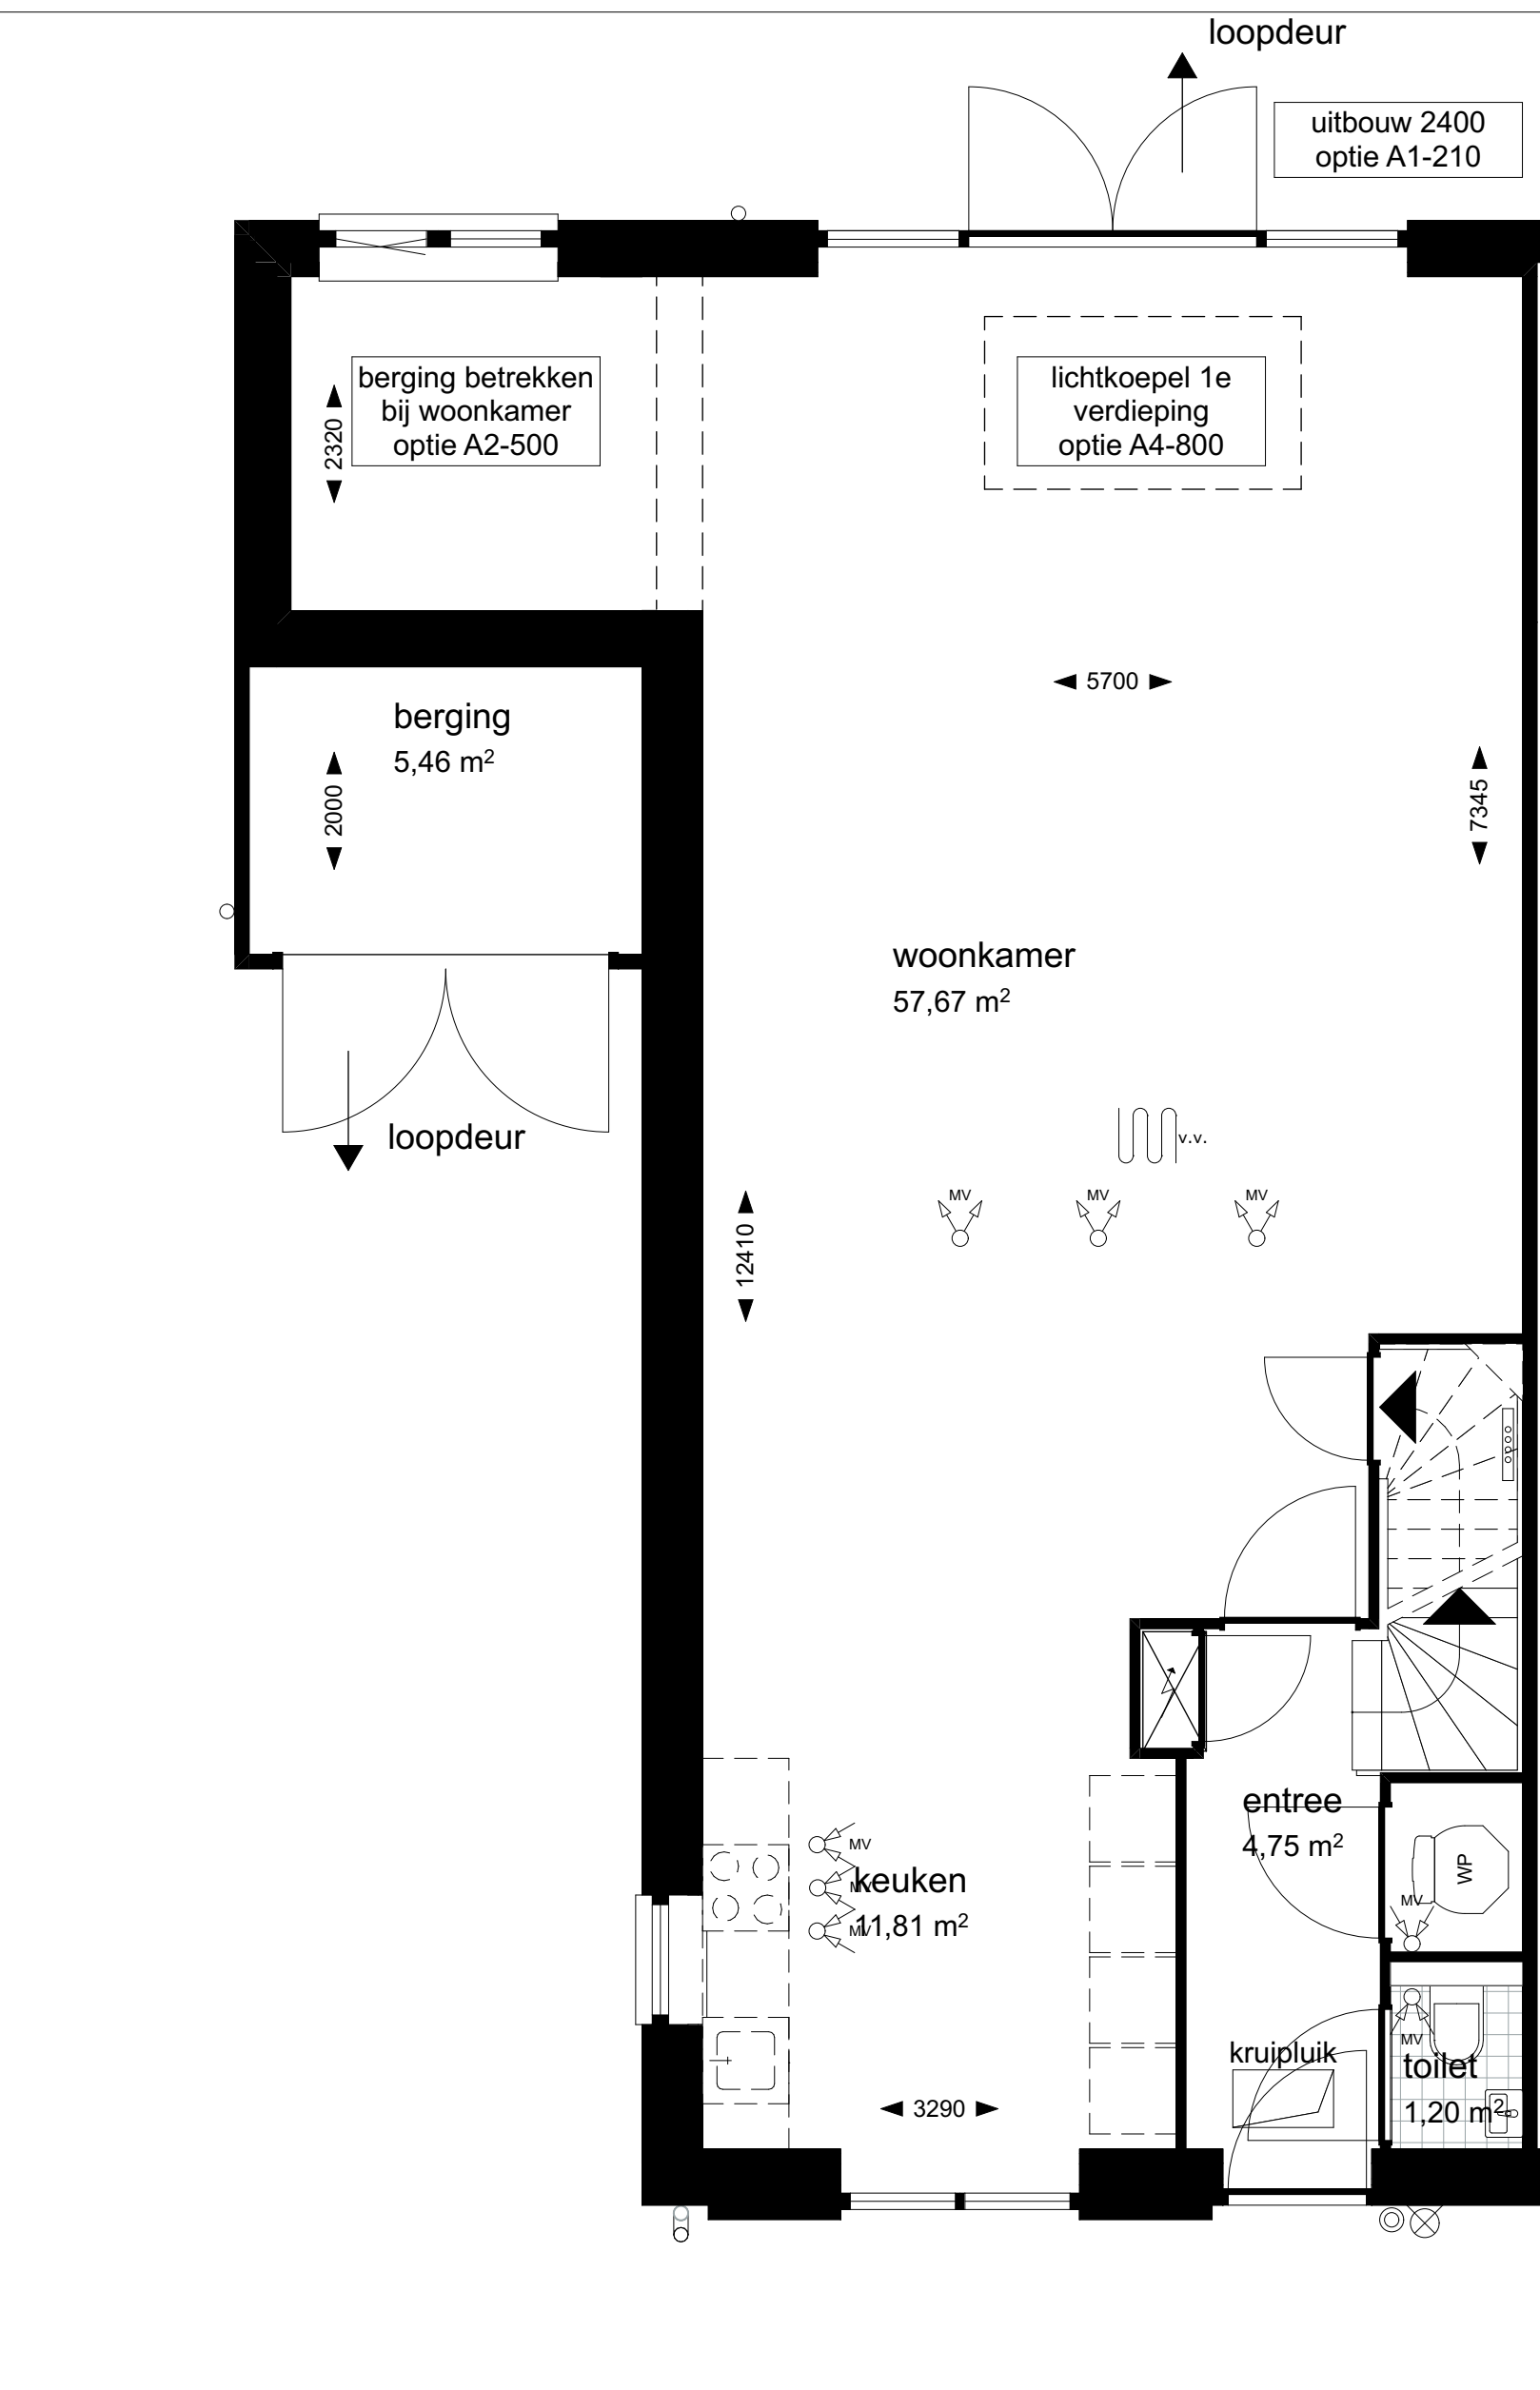 loopdeur
uitbouw 2400
optie A1-210
berging betrekken
bij woonkamer
optie A2-500
2320
lichtkoepel 1e
verdieping
optie A4-800
5700
berging
5,46 m²
2000
7345
woonkamer
57,67 m²
loopdeur
v.v.
MV
MV
MV
12410
entree
4,75 m²
MV
keuken
MV
11,81 m²
MV
WP
MV
MV
kruipluik
toilet
1,20 m²
3290